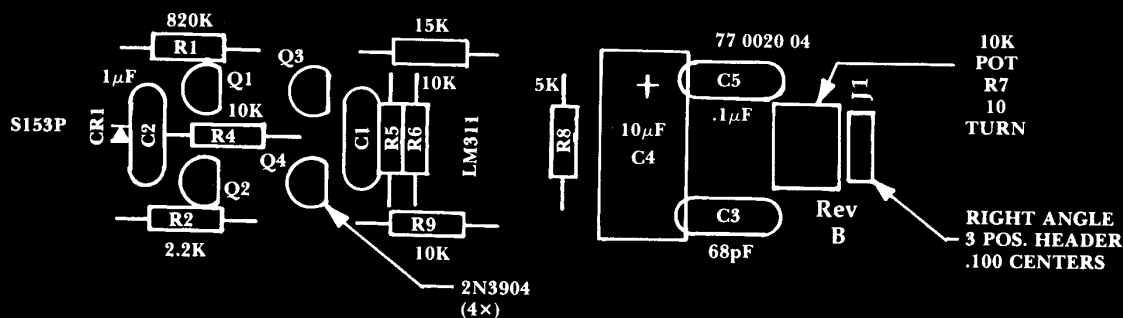 820K
R1
15K
77 0020 04
10K
POT
R7
10
TURN
Q1
Q3
1μF
10K
5K
+
C5
J1
S153P
CR1
C2
10K
R4
C1
R5
R6
LM311
R8
10μF
C4
.1μF
Q4
Q2
R2
R9
C3
Rev
B
2.2K
10K
68pF
RIGHT ANGLE
3 POS. HEADER
.100 CENTERS
2N3904
(4×)